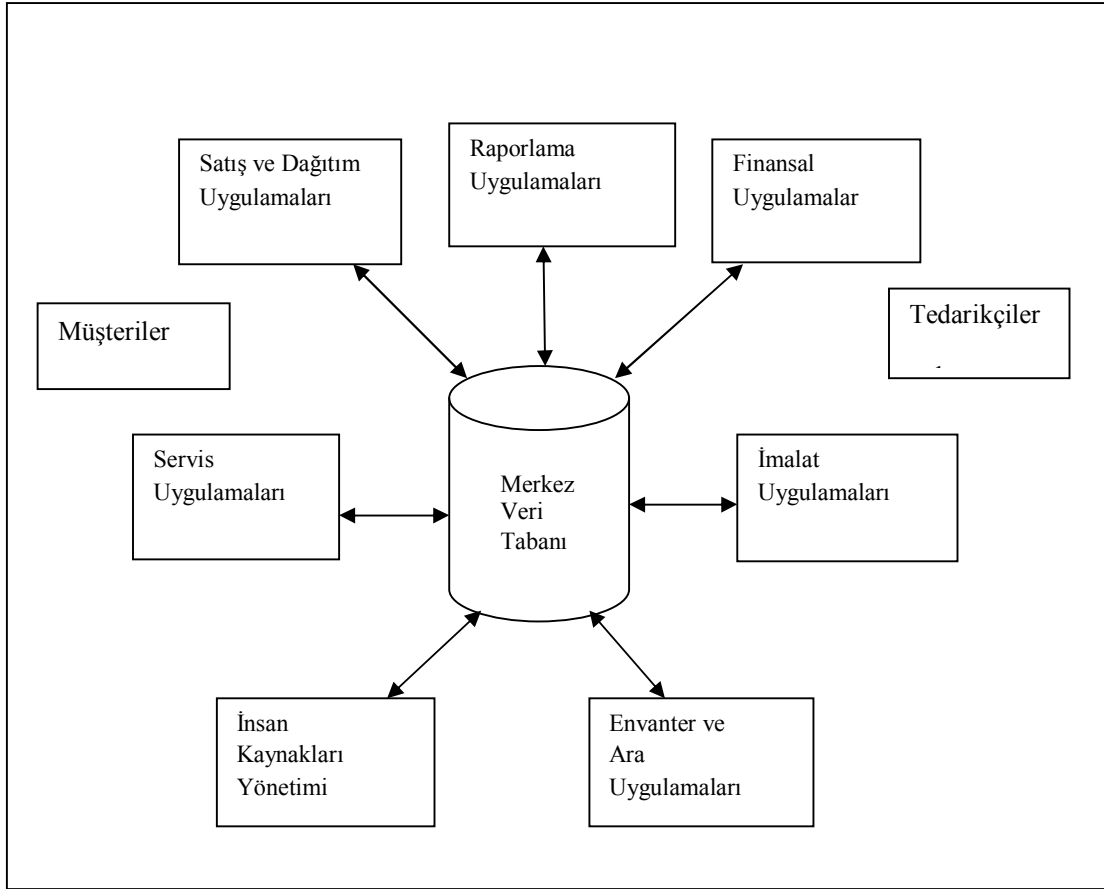 Satış ve Dağıtım
Uygulamaları
Raporlama
Uygulamaları
Finansal
Uygulamalar
Müşteriler
Tedarikçiler
Servis
Uygulamaları
Merkez
Veri
Tabanı
İmalat
Uygulamaları
İnsan
Kaynakları
Yönetimi
Envanter ve
Ara
Uygulamaları